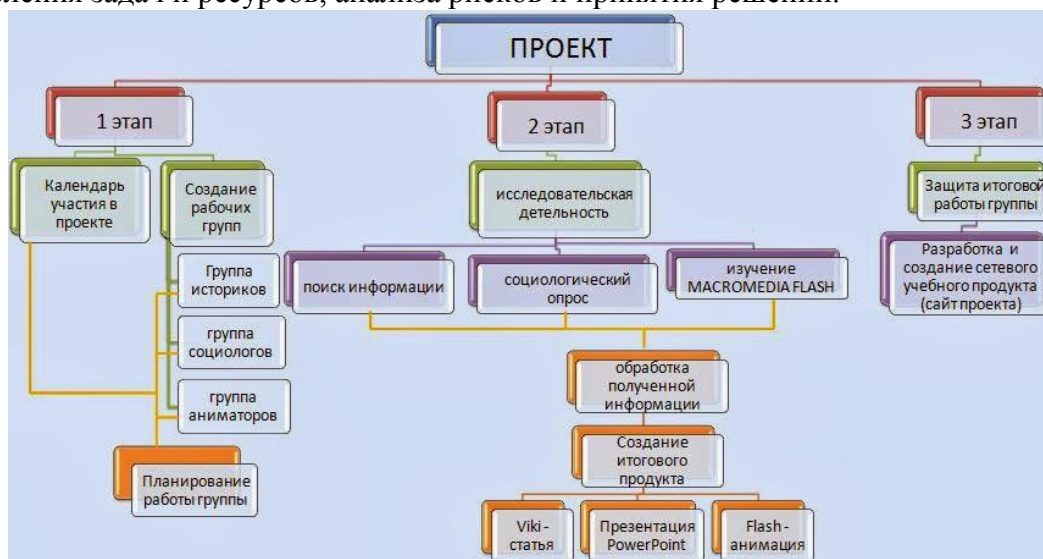 ления задач и ресурсов, анализа рисков и принятия решений.
ПРОЕКТ
1 этап
2 этап
3 этап
Календарь
участия в
проекте
Создание
рабочих
групп
исследовательская
детельность
Защита итоговой
работы группы
Группа
историков
группа
социологов
группа
аниматоров
поиск информации
социологический
опрос
изучение
MACROMEDIA FLASH
Разработка и
создание сетевого
учебного продукта
(сайт проекта)
обработка
полученной
информации
Планирование
работы группы
Создание
итогового
продукта
Viki -
статья
Презентация
PowerPoint
Flash -
анимация